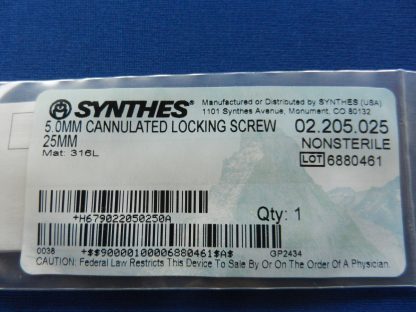 SYNTHES® Manufactured or Distributed by SYNTHES (USA)
1101 Synthes Avenue, Monument, CO 80132
5.0MM CANNULATED LOCKING SCREW 02.205.025
25MM NONSTERILE
Mat: 316L LOT 6880461
+H679022050250A Qty: 1
0038 +$$90000100006880461$A$ GP2434
CAUTION: Federal Law Restricts This Device To Sale By Or On The Order Of A Physician.